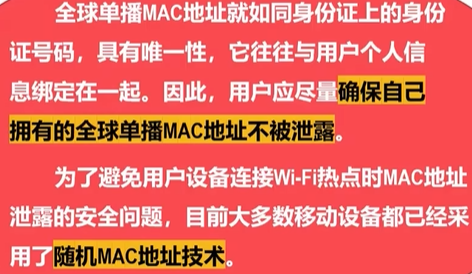 全球单播MAC地址就如同身份证上的身份
证号码，具有唯一性，它往往与用户个人信
息绑定在一起。因此，用户应尽量确保自己
拥有的全球单播MAC地址不被泄露。
为了避免用户设备连接Wi-Fi热点时MAC地址
泄露的安全问题，目前大多数移动设备都已经采
用了随机MAC地址技术。